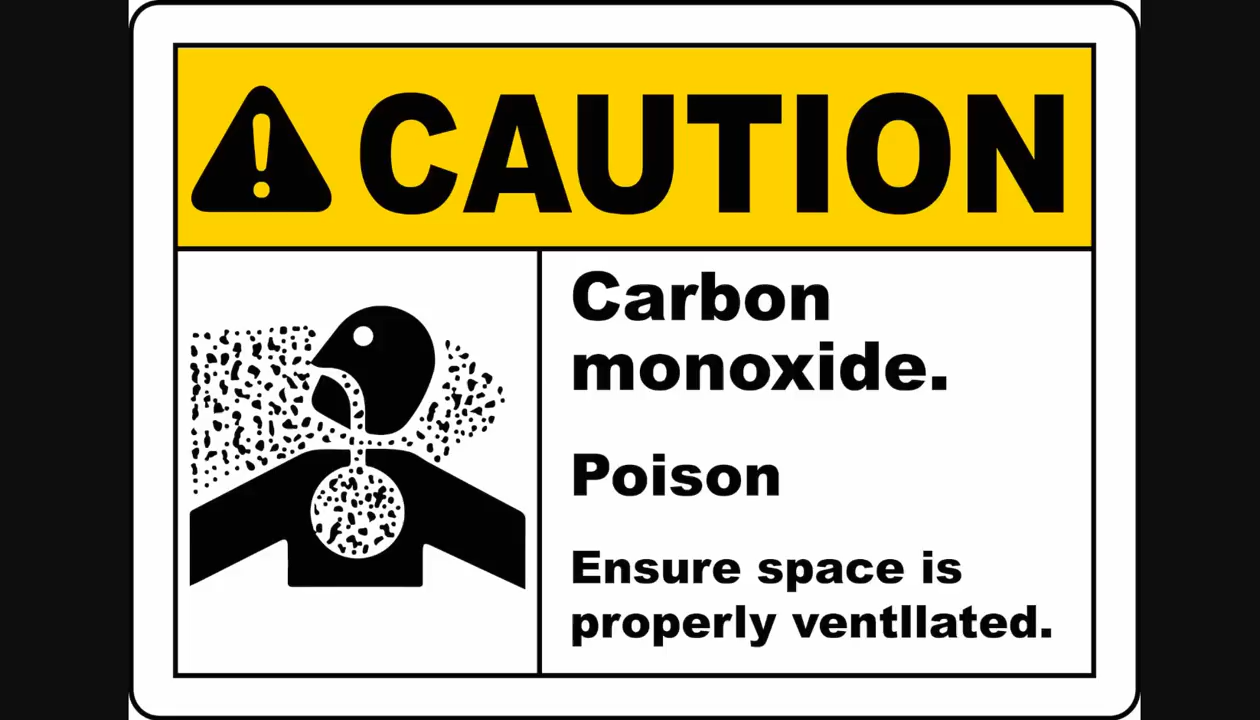 CAUTION
Carbon
monoxide.
Poison
Ensure space is
properly ventllated.